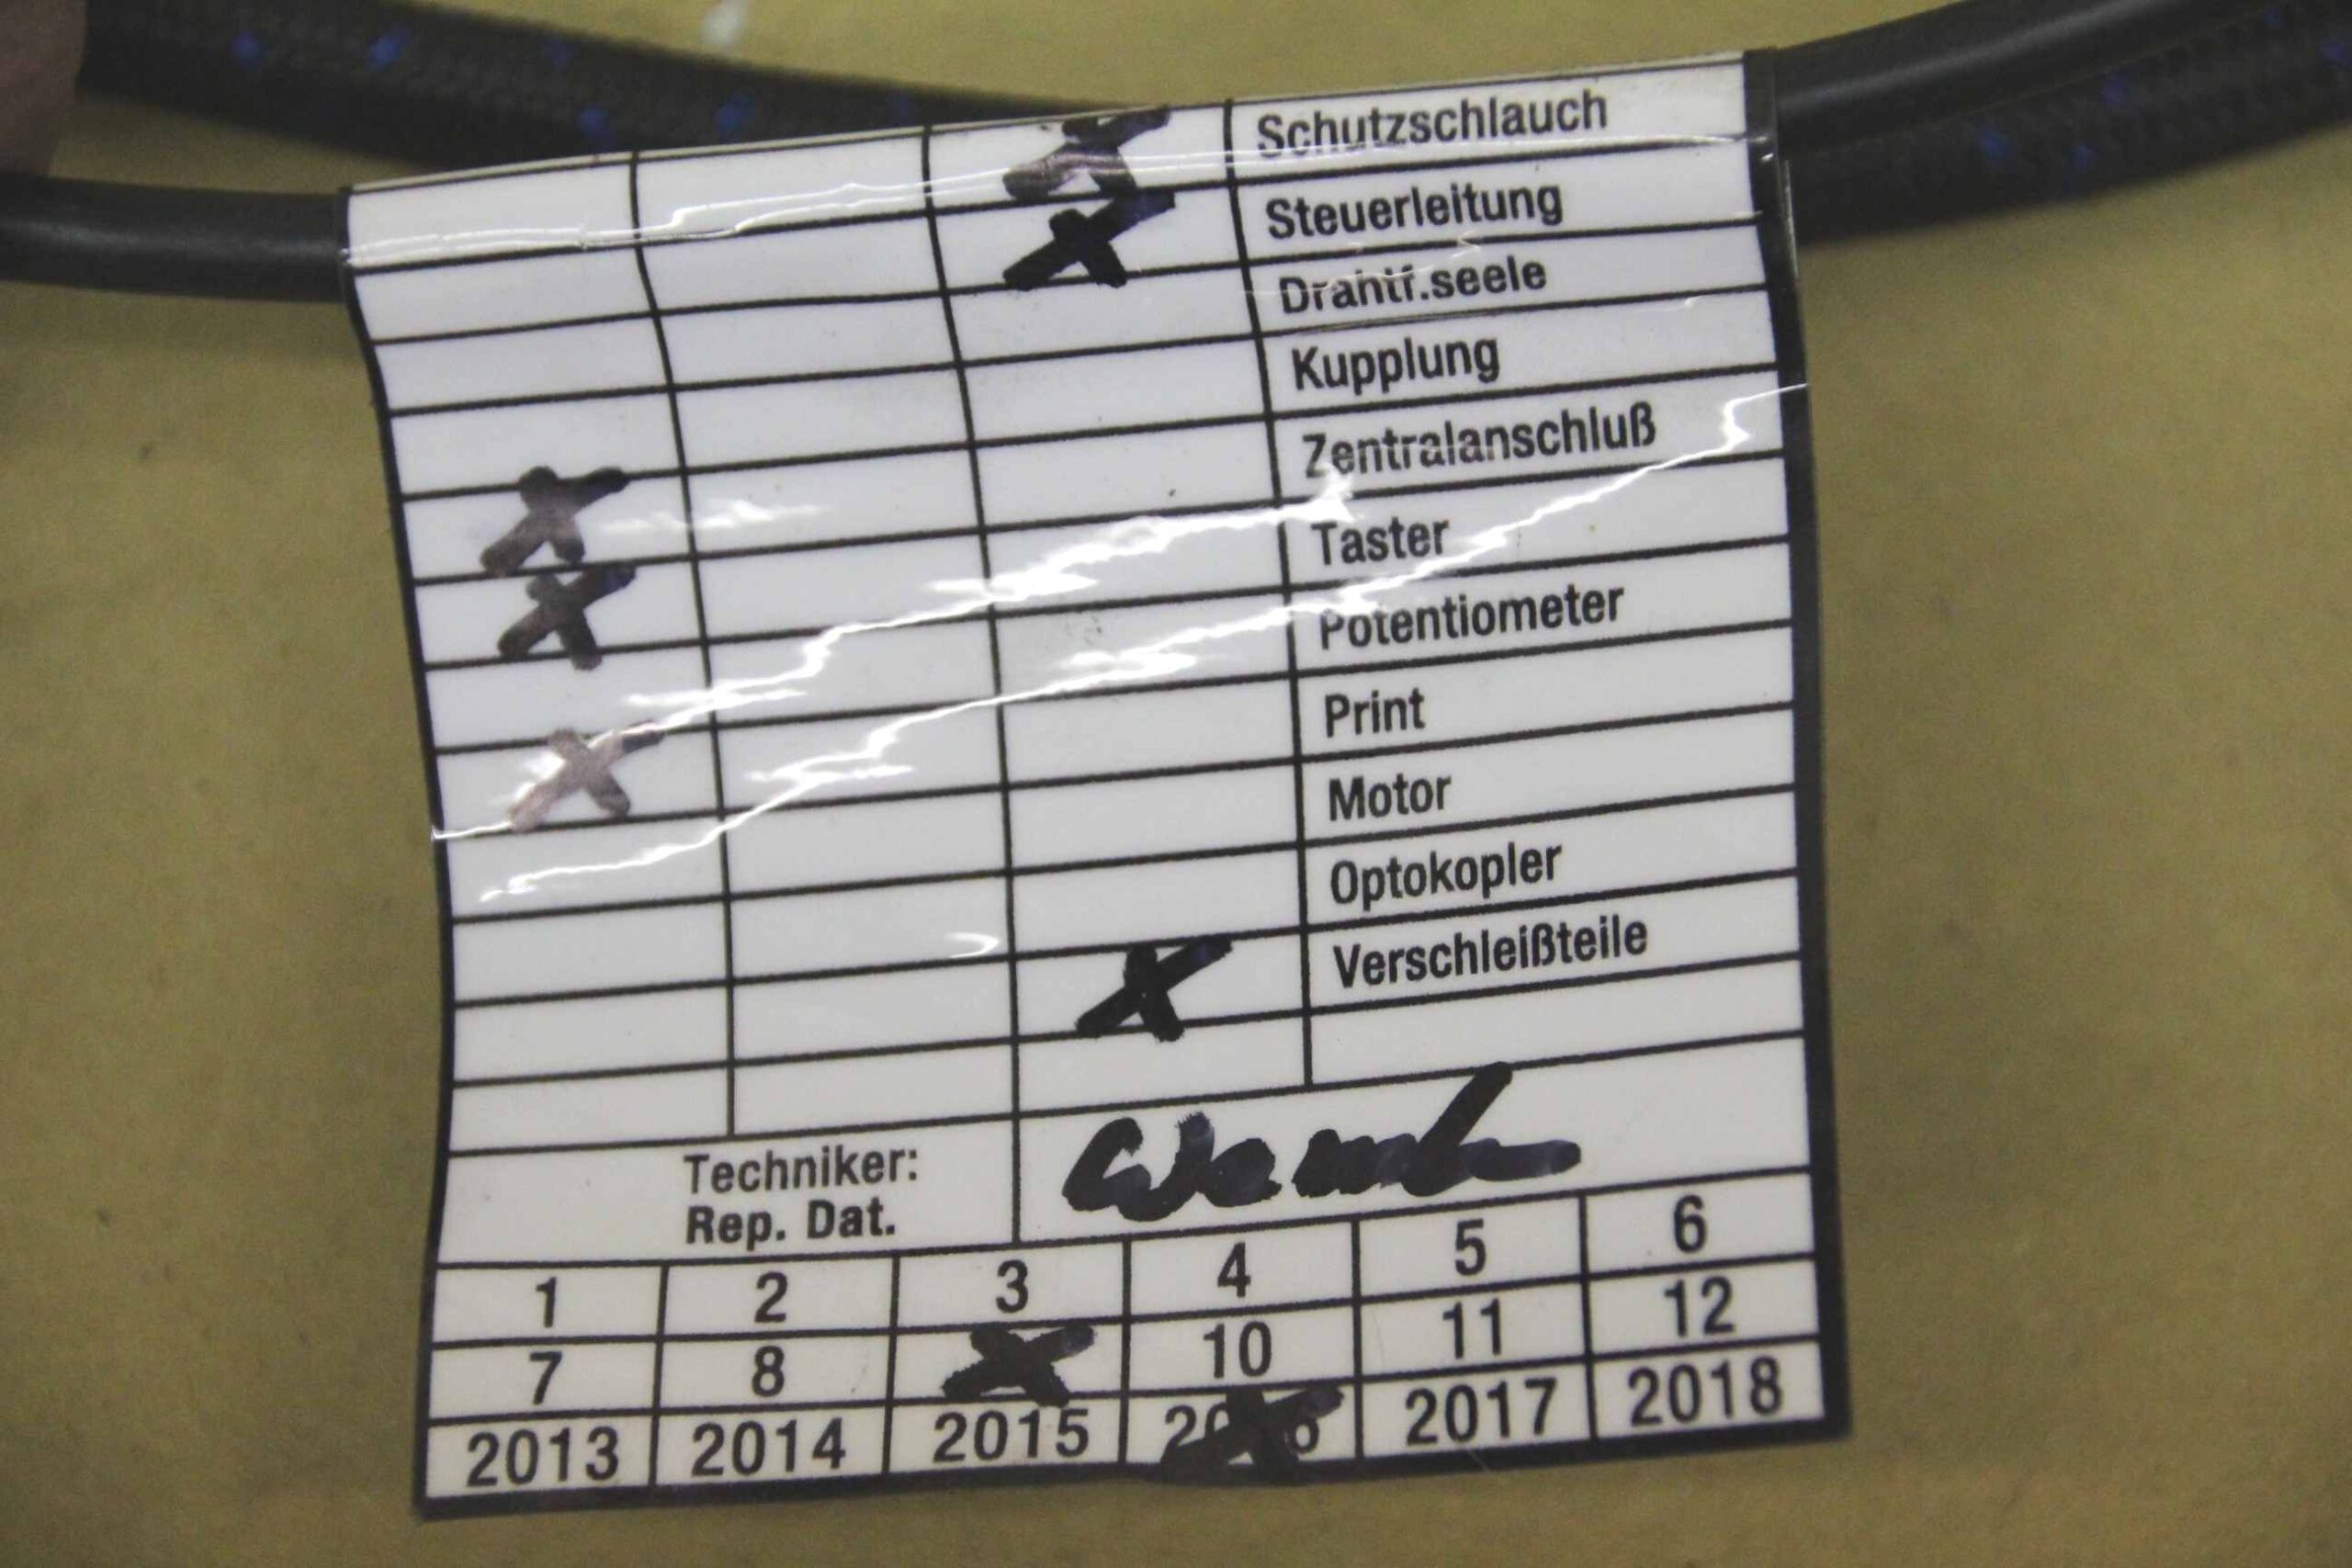 Schutzschlauch
Steuerleitung
Drahtf.seele
Kupplung
Zentralanschluß
Taster
Potentiometer
Print
Motor
Optokopler
Verschleißteile
Techniker:
Rep. Dat.
1 2 3 4 5 6
7 8 10 11 12
2013 2014 2015 2016 2017 2018